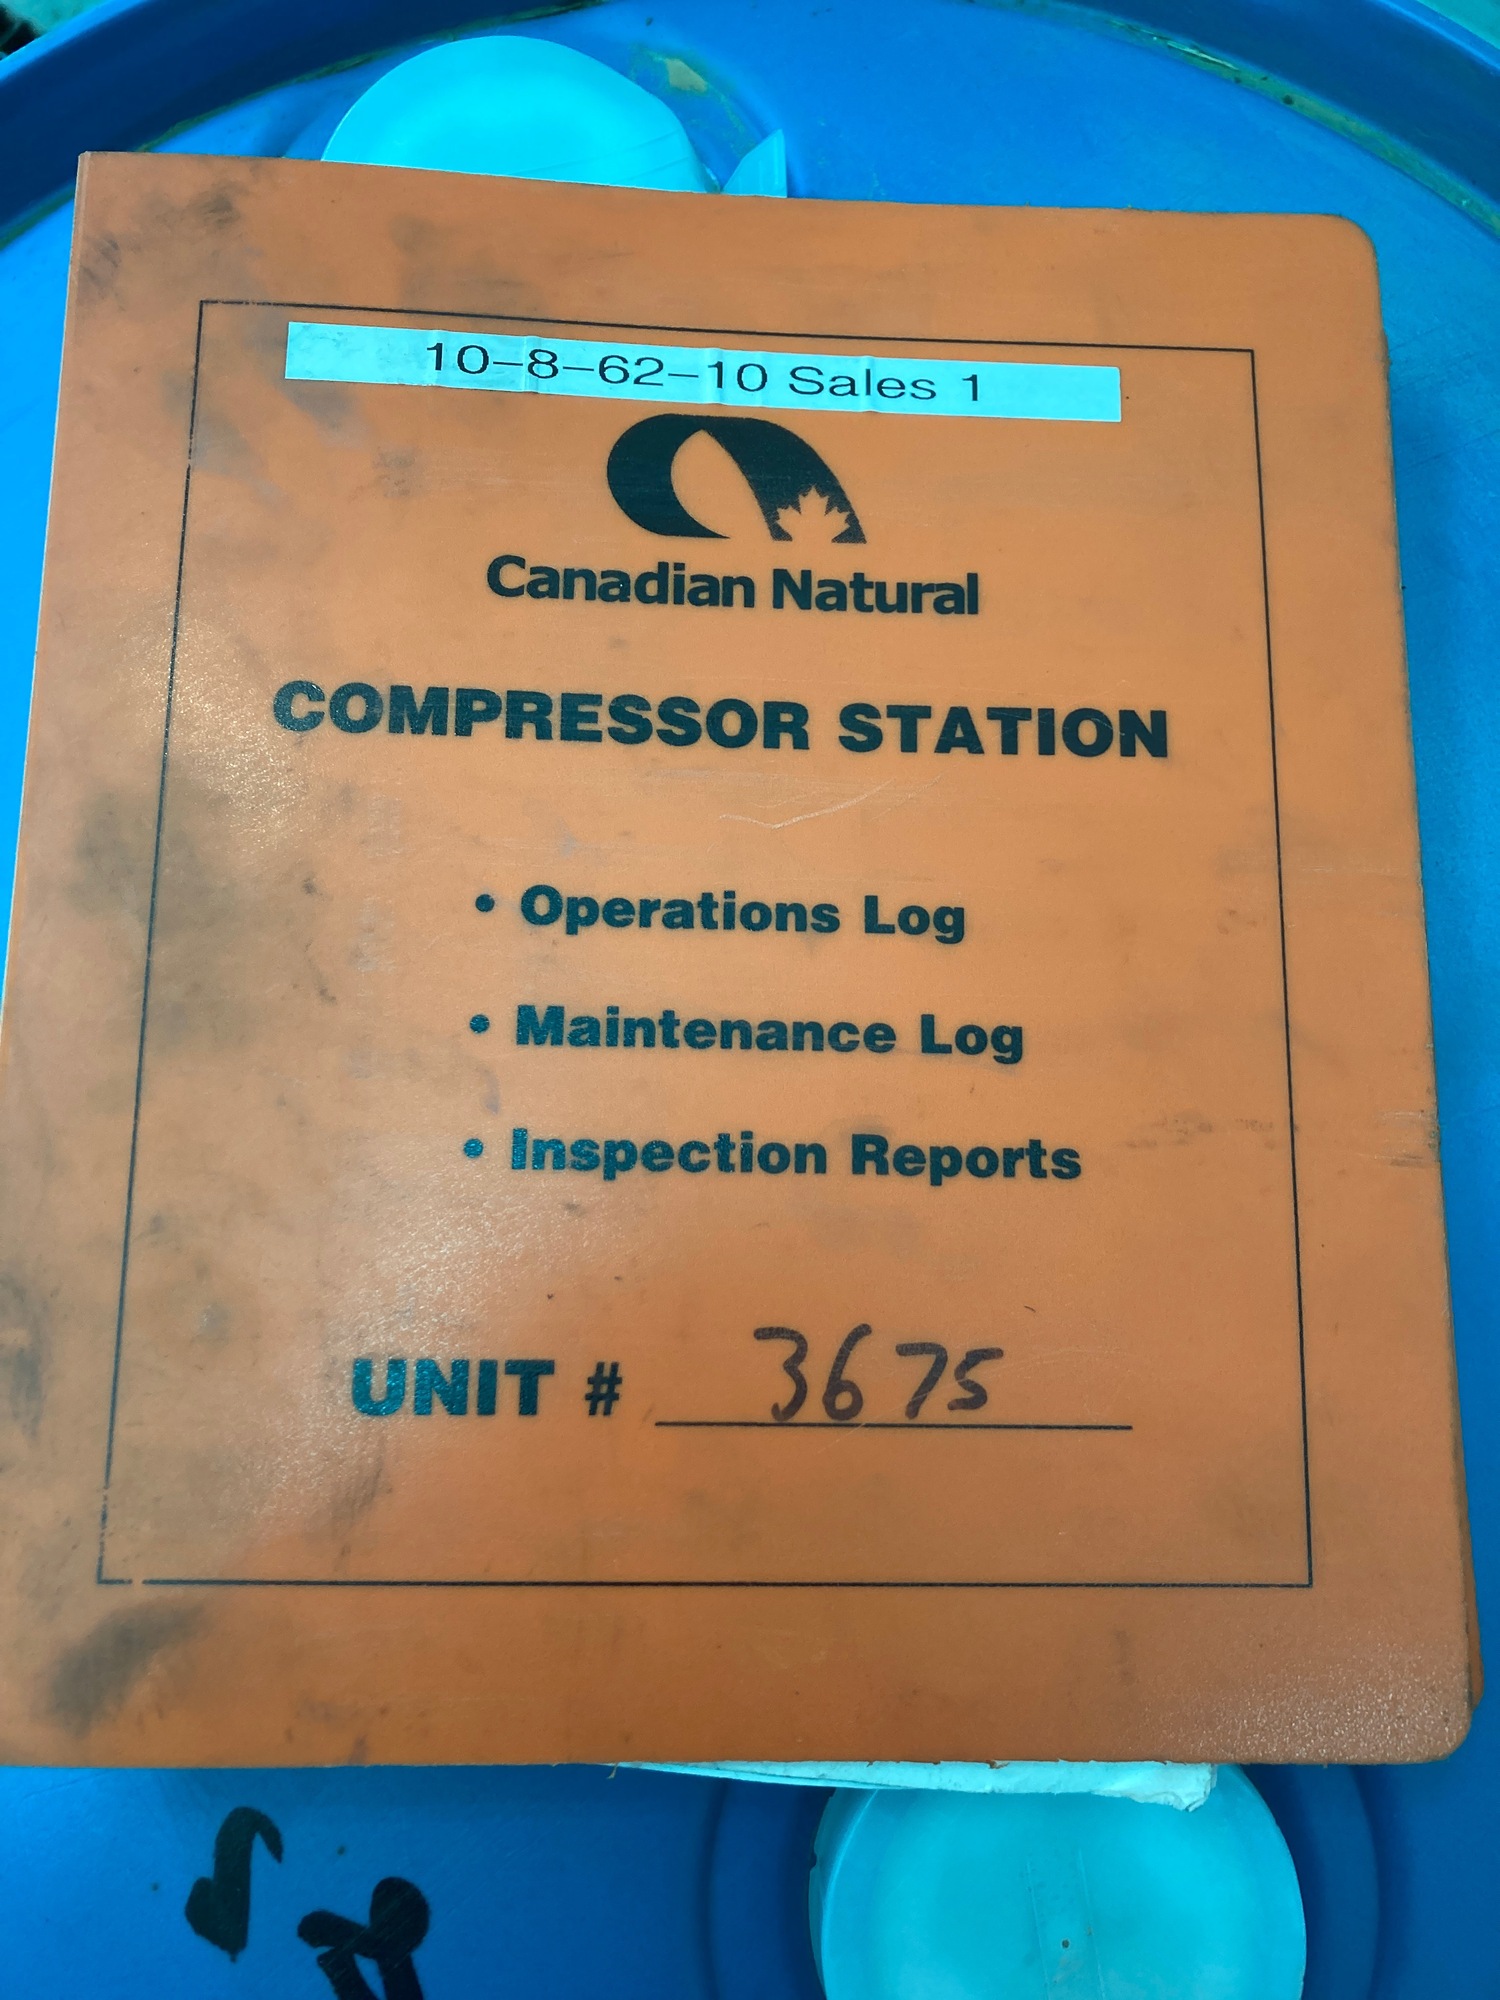 10-8-62-10 Sales 1
Canadian Natural
COMPRESSOR STATION
• Operations Log
• Maintenance Log
• Inspection Reports
UNIT # 3675